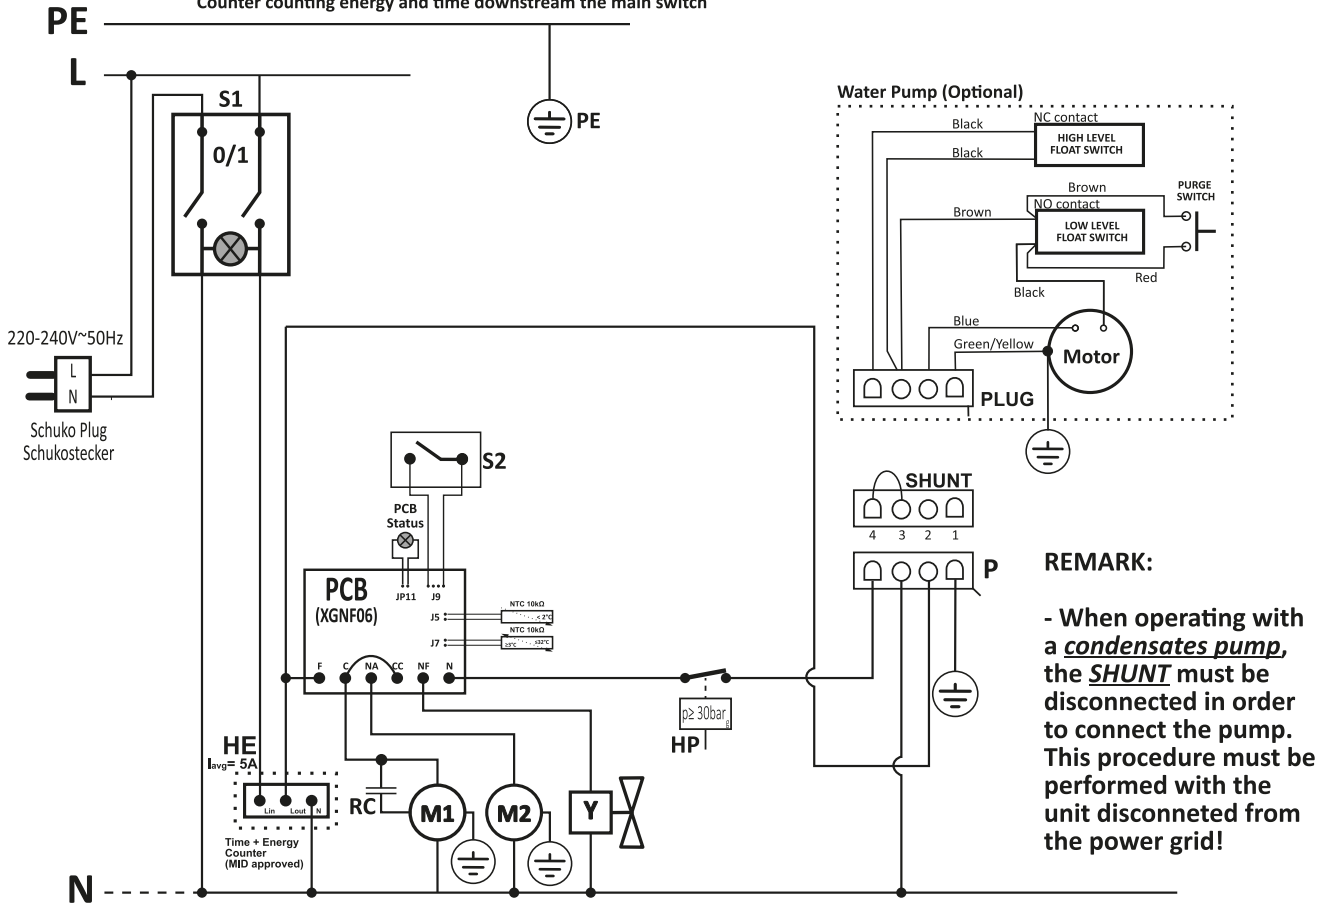 Counter counting energy and time downstream the main switch
PE
L
S1
0/1
PE
220-240V~50Hz
L
N
Schuko Plug
Schukostecker
Water Pump (Optional)
Black
NC contact
HIGH LEVEL
FLOAT SWITCH
Black
Brown
PURGE
SWITCH
Brown
NO contact
LOW LEVEL
FLOAT SWITCH
Red
Black
Blue
Green/Yellow
Motor
PLUG
S2
PCB
Status
SHUNT
4 3 2 1
P
PCB
(XGNF06)
JP11 J9
J5
NTC 10kΩ
< 2°C
J7
NTC 10kΩ
≥3°C ≤32°C
F C NA CC NF N
p≥ 30bar
HP
HE
Iavg= 5A
Lin Lout N
Time + Energy
Counter
(MID approved)
RC
M1
M2
Y
N
REMARK:
- When operating with
a condensates pump,
the SHUNT must be
disconnected in order
to connect the pump.
This procedure must be
performed with the
unit disconneted from
the power grid!